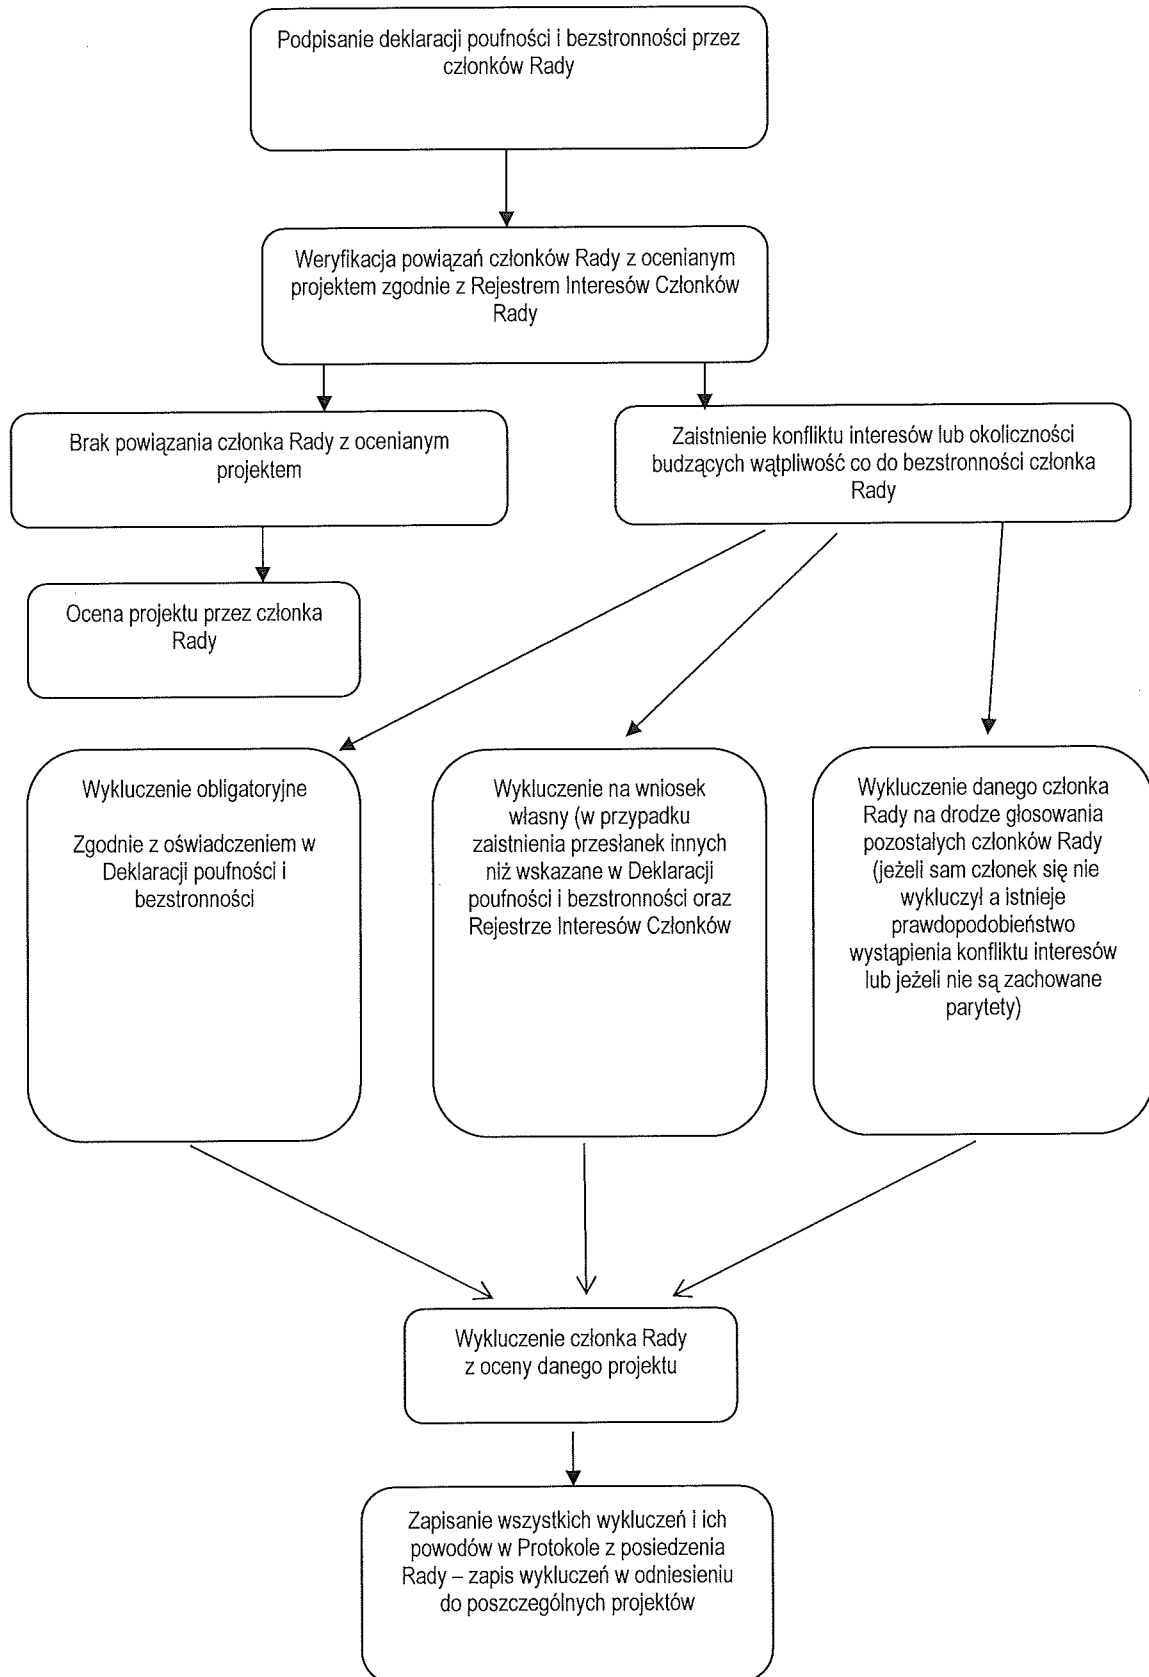 Podpisanie deklaracji poufności i bezstronności przez
członków Rady
Weryfikacja powiązań członków Rady z ocenianym
projektem zgodnie z Rejestrem Interesów Członków
Rady
Brak powiązania członka Rady z ocenianym
projektem
Zaistnienie konfliktu interesów lub okoliczności
budzących wątpliwość co do bezstronności członka
Rady
Ocena projektu przez członka
Rady
Wykluczenie obligatoryjne
Zgodnie z oświadczeniem w
Deklaracji poufności i
bezstronności
Wykluczenie na wniosek
własny (w przypadku
zaistnienia przesłanek innych
niż wskazane w Deklaracji
poufności i bezstronności oraz
Rejestrze Interesów Członków
Wykluczenie danego członka
Rady na drodze głosowania
pozostałych członków Rady
(jeżeli sam członek się nie
wykluczył a istnieje
prawdopodobieństwo
wystąpienia konfliktu interesów
lub jeżeli nie są zachowane
parytety)
Wykluczenie członka Rady
z oceny danego projektu
Zapisanie wszystkich wykluczeń i ich
powodów w Protokole z posiedzenia
Rady – zapis wykluczeń w odniesieniu
do poszczególnych projektów